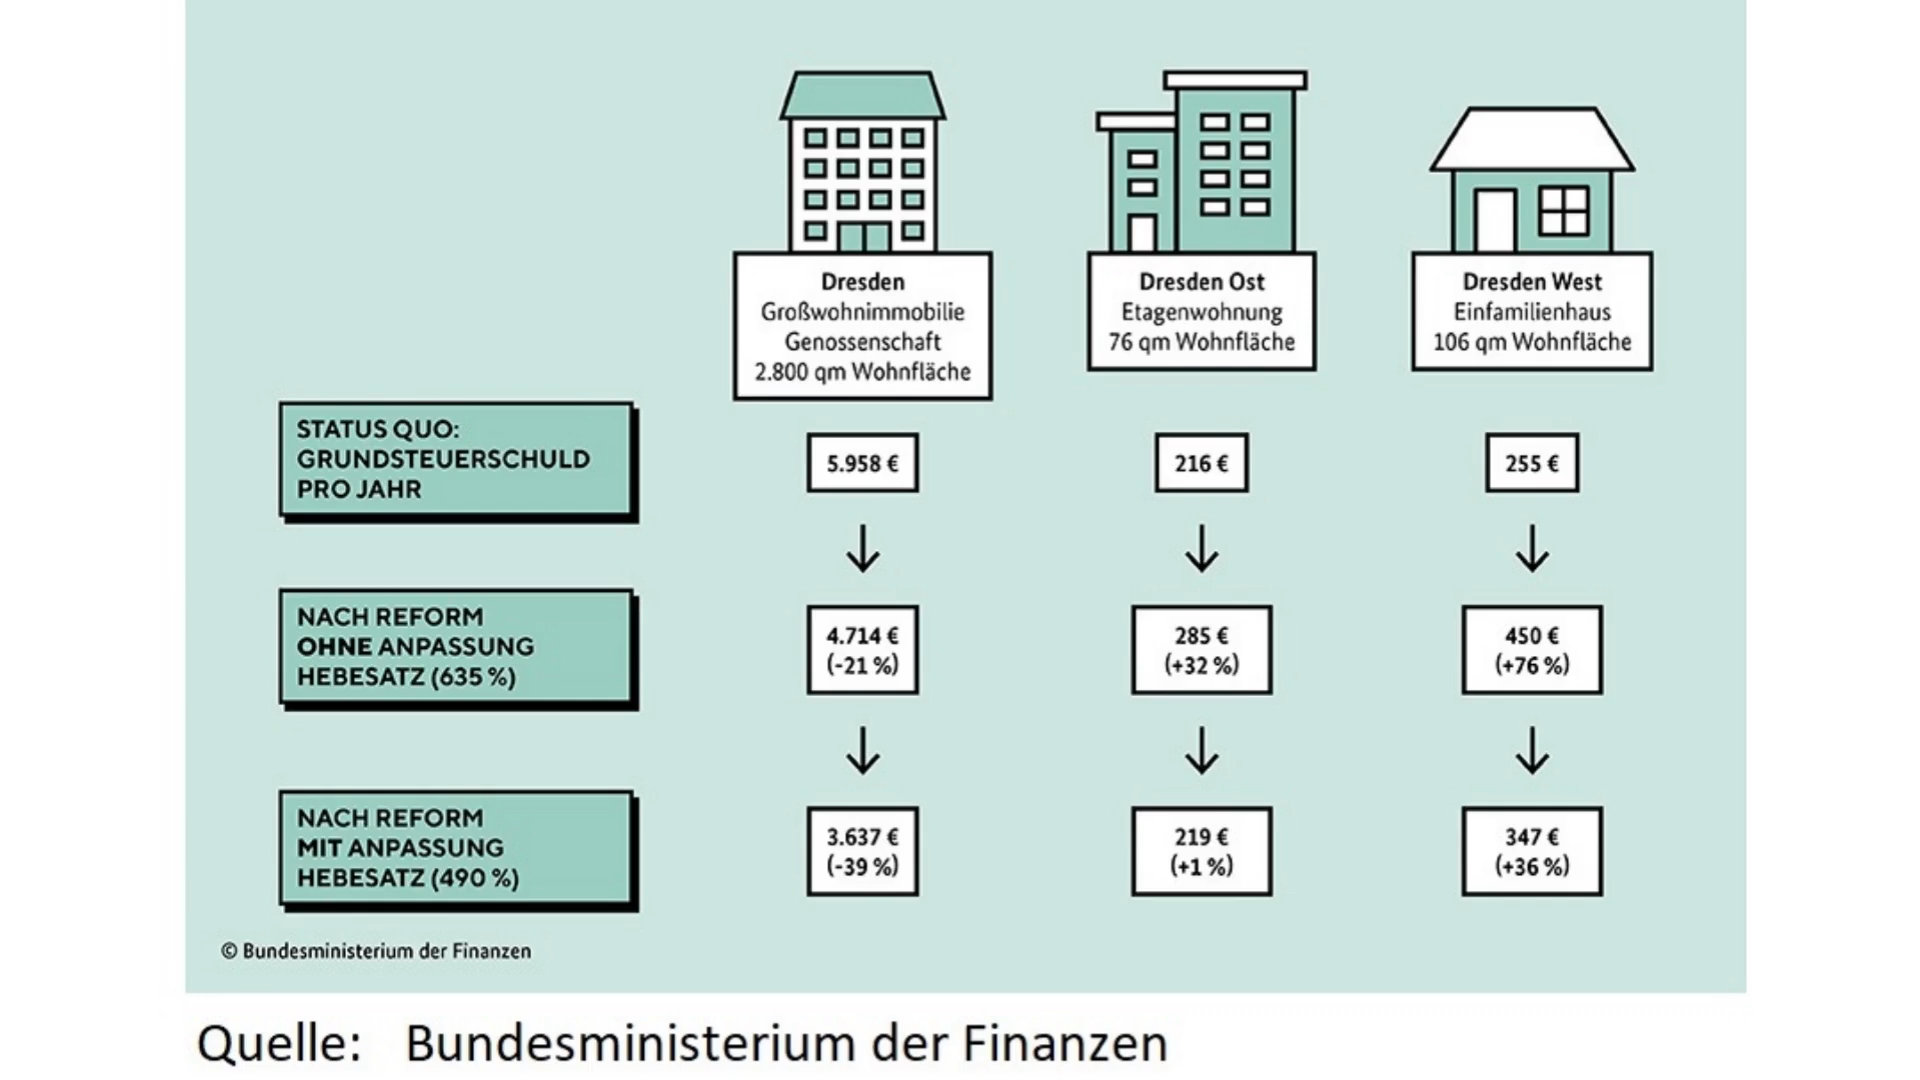 Dresden
Großwohnimmobilie
Genossenschaft
2.800 qm Wohnfläche
Dresden Ost
Etagenwohnung
76 qm Wohnfläche
Dresden West
Einfamilienhaus
106 qm Wohnfläche
STATUS QUO:
GRUNDSTEUERSCHULD
PRO JAHR
5.958 €
216 €
255 €
NACH REFORM
OHNE ANPASSUNG
HEBESATZ (635 %)
4.714 €
(-21 %)
285 €
(+32 %)
450 €
(+76 %)
NACH REFORM
MIT ANPASSUNG
HEBESATZ (490 %)
3.637 €
(-39 %)
219 €
(+1 %)
347 €
(+36 %)
© Bundesministerium der Finanzen
Quelle: Bundesministerium der Finanzen